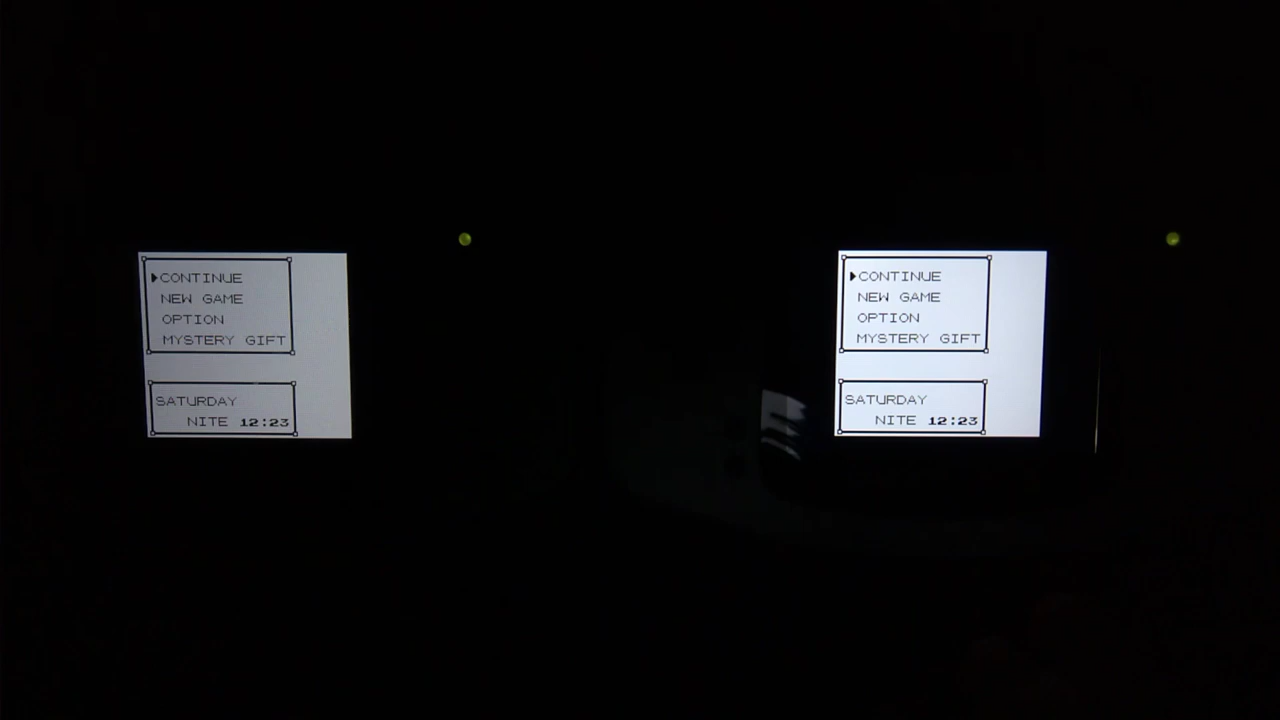 ▶CONTINUE
NEW GAME
OPTION
MYSTERY GIFT
SATURDAY
NITE 12:23
▶CONTINUE
NEW GAME
OPTION
MYSTERY GIFT
SATURDAY
NITE 12:23